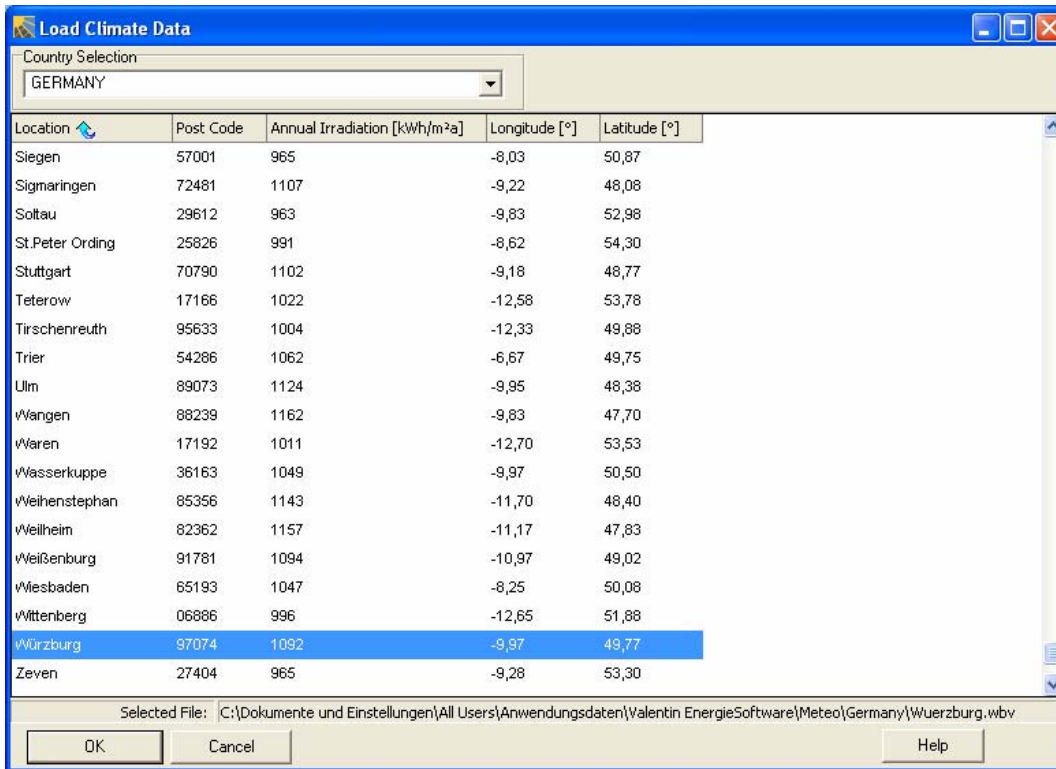 Load Climate Data
Country Selection
GERMANY
Location Post Code Annual Irradiation [kWh/m²a] Longitude [°] Latitude [°]
Siegen 57001 965 -8,03 50,87
Sigmaringen 72481 1107 -9,22 48,08
Soltau 29612 963 -9,83 52,98
St.Peter Ording 25826 991 -8,62 54,30
Stuttgart 70790 1102 -9,18 48,77
Teterow 17166 1022 -12,58 53,78
Tirschenreuth 95633 1004 -12,33 49,88
Trier 54286 1062 -6,67 49,75
Ulm 89073 1124 -9,95 48,38
Wangen 88239 1162 -9,83 47,70
Waren 17192 1011 -12,70 53,53
Wasserkuppe 36163 1049 -9,97 50,50
Weihenstephan 85356 1143 -11,70 48,40
Weilheim 82362 1157 -11,17 47,83
Weißenburg 91781 1094 -10,97 49,02
Wiesbaden 65193 1047 -8,25 50,08
Wittenberg 06886 996 -12,65 51,88
Würzburg 97074 1092 -9,97 49,77
Zeven 27404 965 -9,28 53,30
Selected File: C:\Dokumente und Einstellungen\All Users\Anwendungsdaten\Valentin EnergieSoftware\Meteo\Germany\Wuerzburg.wbv
OK Cancel Help